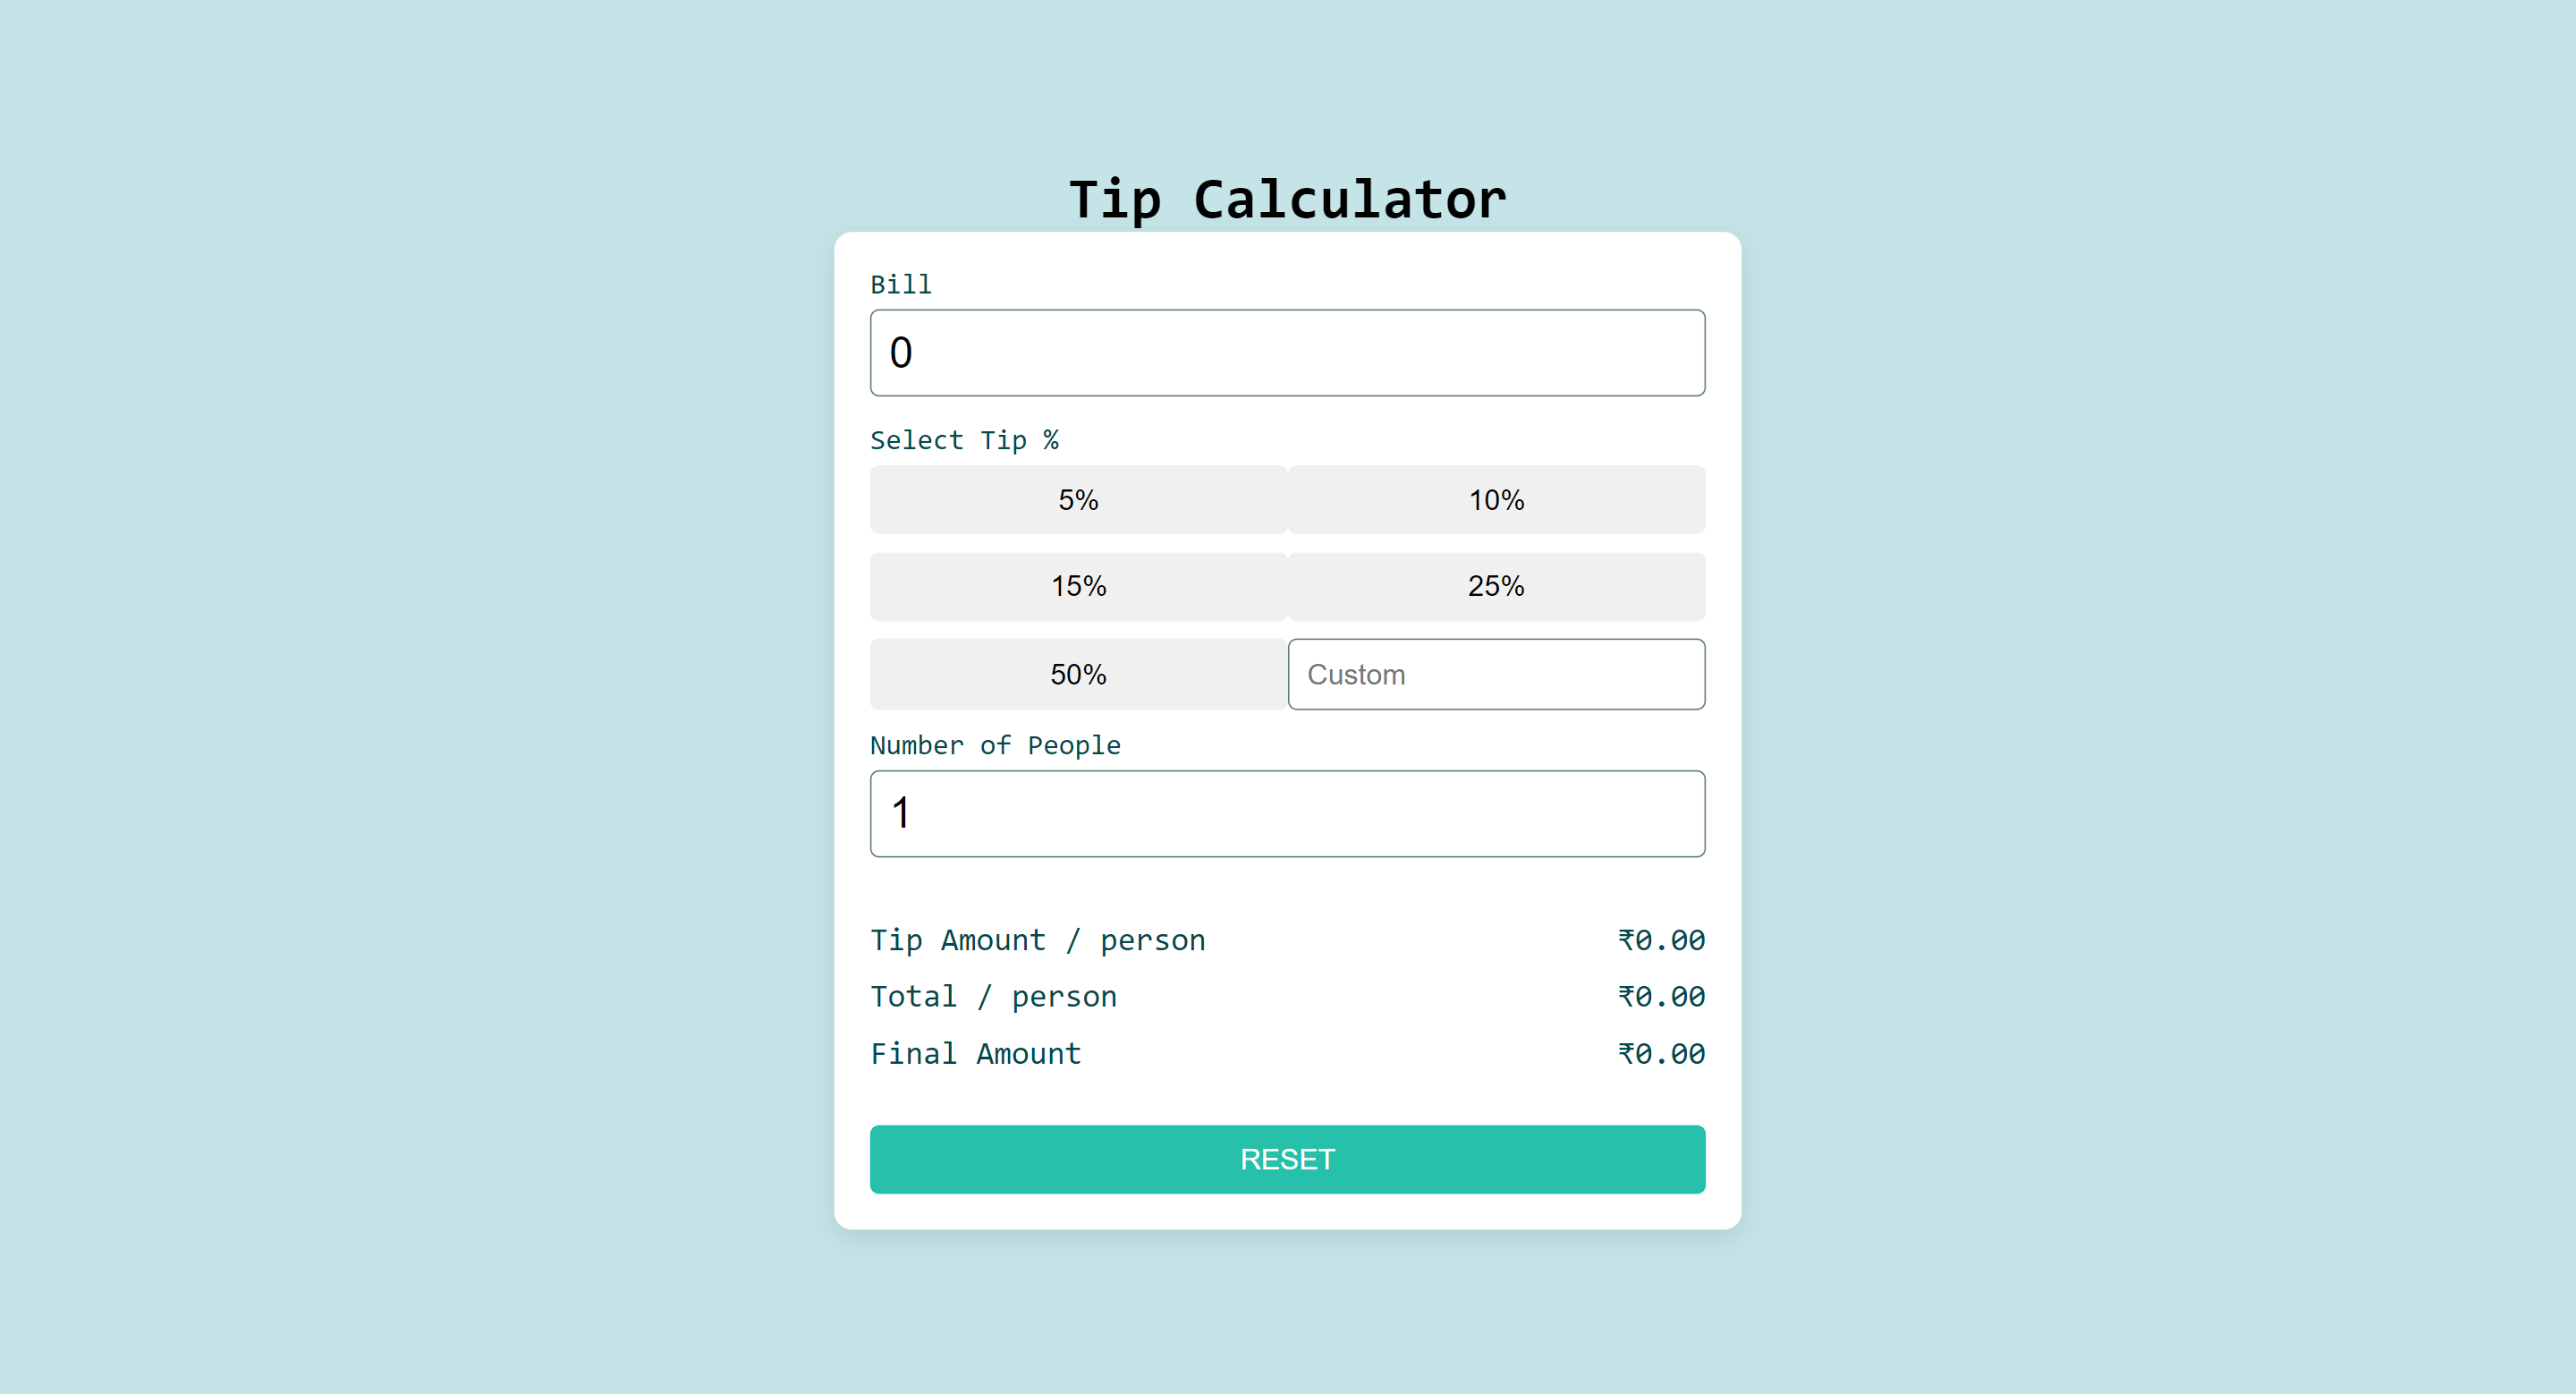 Tip Calculator
Bill
0
Select Tip %
5% 10%
15% 25%
50% Custom
Number of People
1
Tip Amount / person ₹0.00
Total / person ₹0.00
Final Amount ₹0.00
RESET